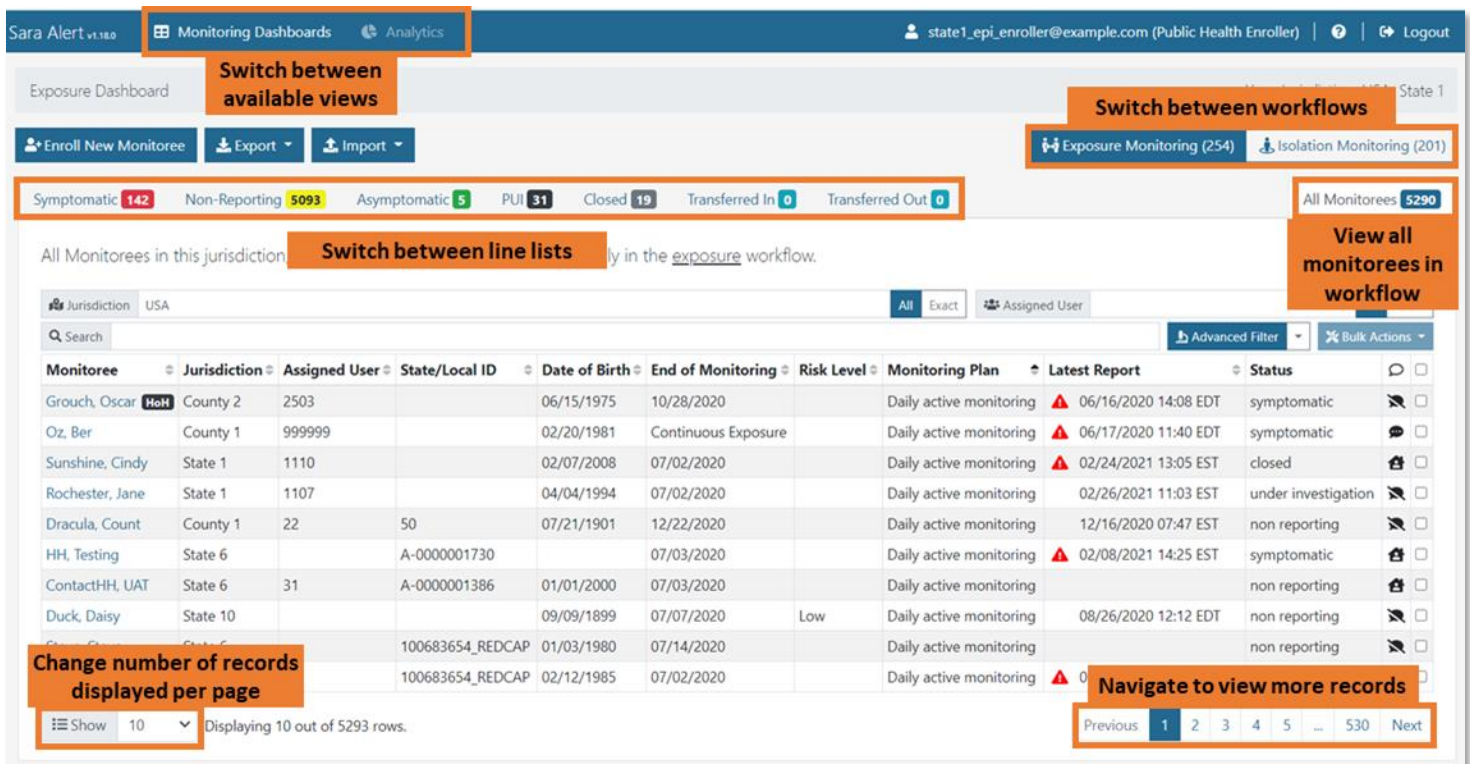 Sara Alert v1.18.0 Monitoring Dashboards Analytics state1_epi_enroller@example.com (Public Health Enroller) Logout
Switch between
available views
Exposure Dashboard State 1
Switch between workflows
Enroll New Monitoree Export Import Exposure Monitoring (254) Isolation Monitoring (201)
Symptomatic 142 Non-Reporting 5093 Asymptomatic 5 PUI 31 Closed 19 Transferred In 0 Transferred Out 0 All Monitorees 5290
View all
monitorees in
workflow
All Monitorees in this jurisdiction, Switch between line lists ly in the exposure workflow.
Jurisdiction USA All Exact Assigned User
Search Advanced Filter Bulk Actions
Monitoree Jurisdiction Assigned User State/Local ID Date of Birth End of Monitoring Risk Level Monitoring Plan Latest Report Status
Grouch, Oscar HoH County 2 2503 06/15/1975 10/28/2020 Daily active monitoring 06/16/2020 14:08 EDT symptomatic
Oz, Ber County 1 999999 02/20/1981 Continuous Exposure Daily active monitoring 06/17/2020 11:40 EDT symptomatic
Sunshine, Cindy State 1 1110 02/07/2008 07/02/2020 Daily active monitoring 02/24/2021 13:05 EST closed
Rochester, Jane State 1 1107 04/04/1994 07/02/2020 Daily active monitoring 02/26/2021 11:03 EST under investigation
Dracula, Count County 1 22 50 07/21/1901 12/22/2020 Daily active monitoring 12/16/2020 07:47 EST non reporting
HH, Testing State 6 A-0000001730 07/03/2020 Daily active monitoring 02/08/2021 14:25 EST symptomatic
ContactHH, UAT State 6 31 A-0000001386 01/01/2000 07/03/2020 Daily active monitoring non reporting
Duck, Daisy State 10 09/09/1899 07/07/2020 Low Daily active monitoring 08/26/2020 12:12 EDT non reporting
100683654_REDCAP 01/03/1980 07/14/2020 Daily active monitoring non reporting
100683654_REDCAP 02/12/1985 07/02/2020 Daily active monitoring
Change number of records
displayed per page
Navigate to view more records
Show 10 Displaying 10 out of 5293 rows. Previous 1 2 3 4 5 ... 530 Next